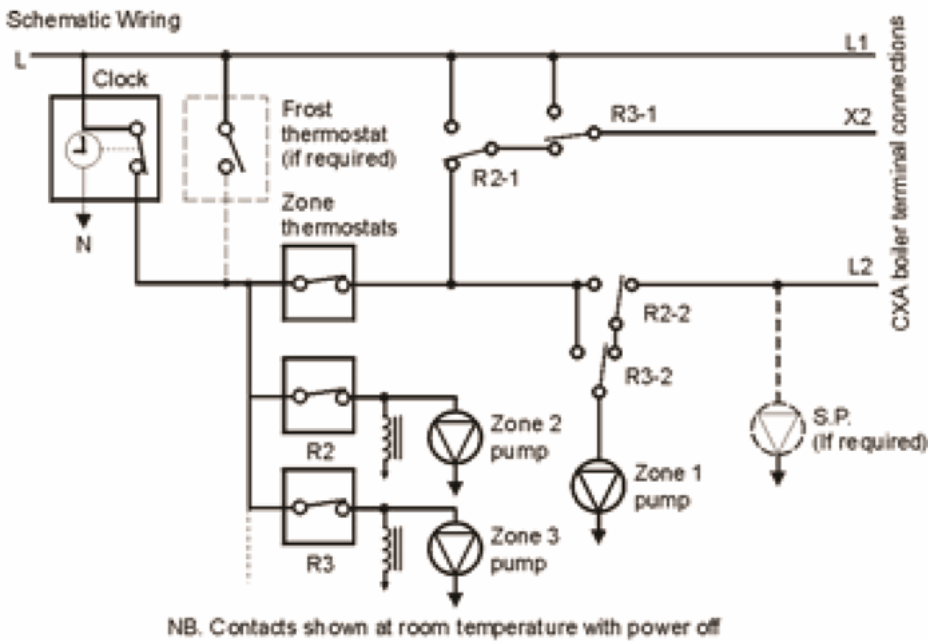 Schematic Wiring
L
L1
Clock
Frost
thermostat
(if required)
R3-1
X2
R2-1
N
Zone
thermostats
L2
R2-2
R3-2
CXA boiler terminal connections
R2
Zone 2
pump
S.P.
(If required)
Zone 1
pump
R3
Zone 3
pump
NB. Contacts shown at room temperature with power off